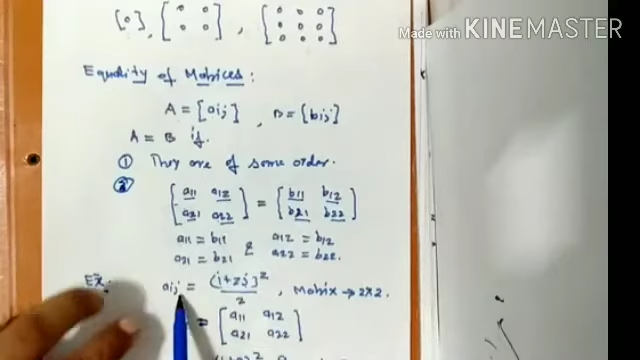 Made with KINEMASTER
[0], [0 0
0 0], [0 0 0
0 0 0
0 0 0]
Equality of Matrices:
A = [aij], B = [bij]
A = B if
① They are of same order.
② [a11 a12
a21 a22] = [b11 b12
b21 b22]
a11 = b11 & a12 = b12
a21 = b21 a22 = b22.
Ex: aij = (i+2j)²/2, Matrix → 2x2.
= [a11 a12
a21 a22]